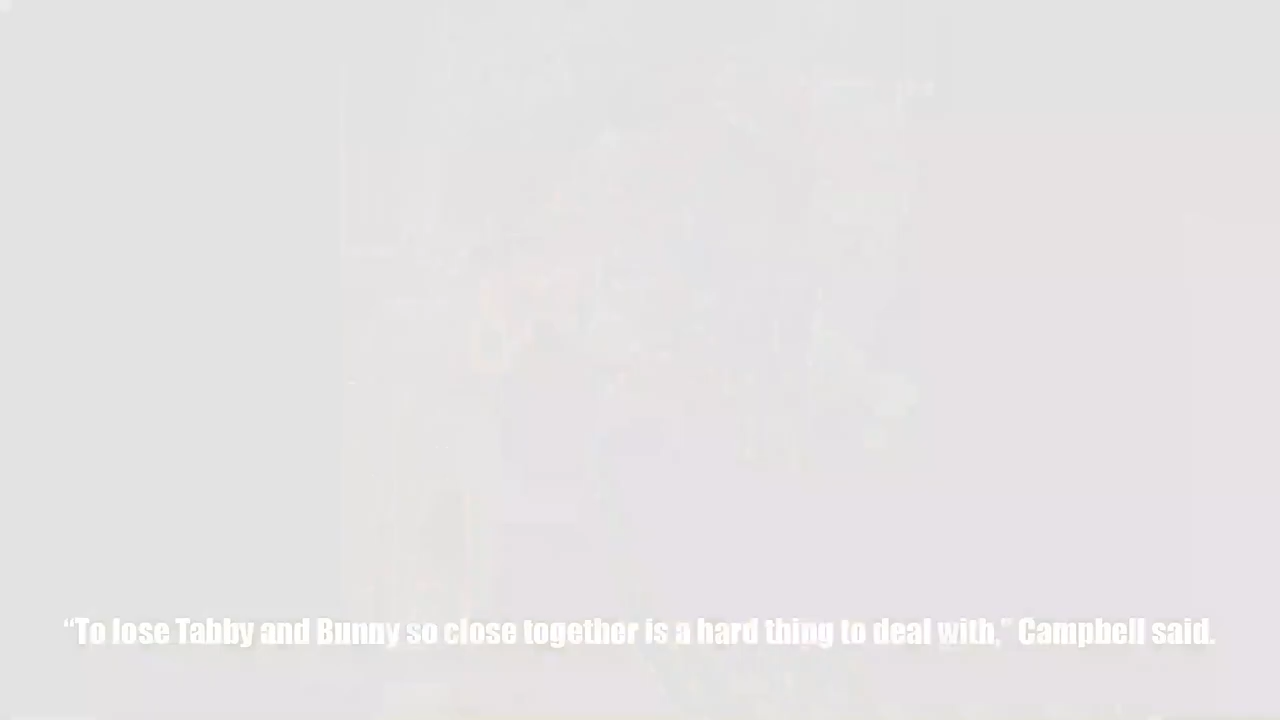 “To lose Tabby and Bunny so close together is a hard thing to deal with,” Campbell said.